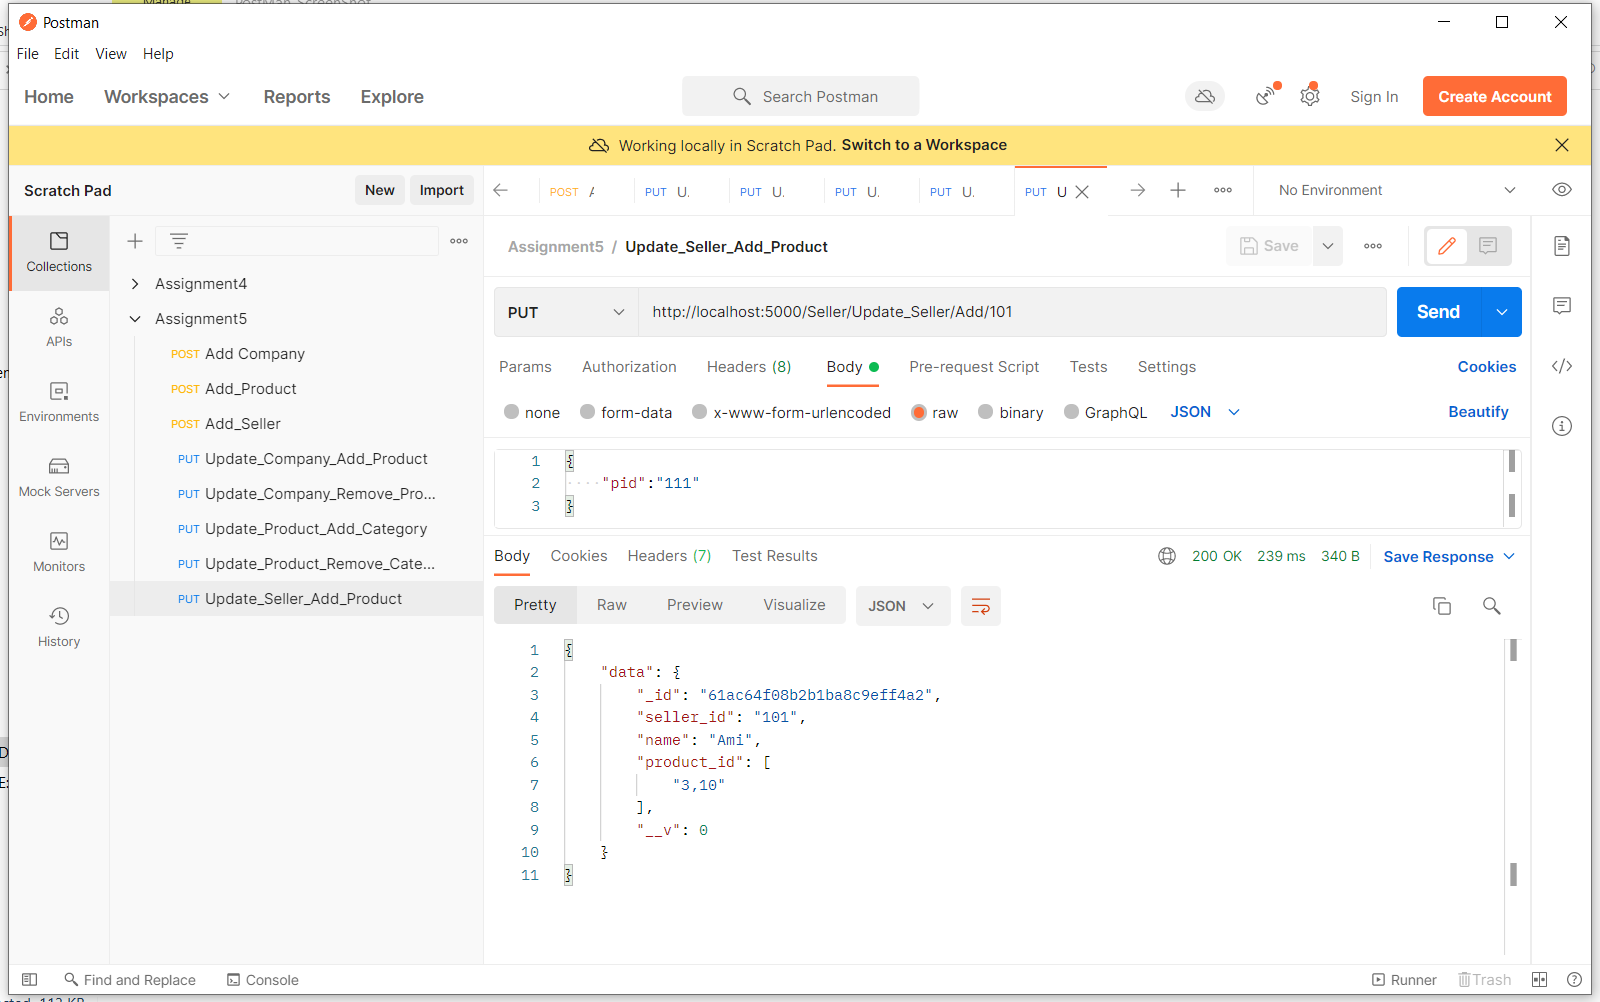 Manage PostMan_ScreenShot
Postman
File Edit View Help
Home Workspaces Reports Explore Search Postman Sign In Create Account
Working locally in Scratch Pad. Switch to a Workspace
Scratch Pad New Import POST PUT U. PUT U. PUT U. PUT U. PUT U No Environment
Collections
APIs
Environments
Mock Servers
Monitors
History
Assignment4
Assignment5
POST Add Company
POST Add_Product
POST Add_Seller
PUT Update_Company_Add_Product
PUT Update_Company_Remove_Pro...
PUT Update_Product_Add_Category
PUT Update_Product_Remove_Cate...
PUT Update_Seller_Add_Product
Assignment5 / Update_Seller_Add_Product Save
PUT http://localhost:5000/Seller/Update_Seller/Add/101 Send
Params Authorization Headers (8) Body Pre-request Script Tests Settings Cookies
none form-data x-www-form-urlencoded raw binary GraphQL JSON Beautify
1 {
2 "pid":"111"
3 }
Body Cookies Headers (7) Test Results 200 OK 239 ms 340 B Save Response
Pretty Raw Preview Visualize JSON
1 {
2 "data": {
3 "_id": "61ac64f08b2b1ba8c9eff4a2",
4 "seller_id": "101",
5 "name": "Ami",
6 "product_id": [
7 "3,10"
8 ],
9 "__v": 0
10 }
11 }
Find and Replace Console Runner Trash